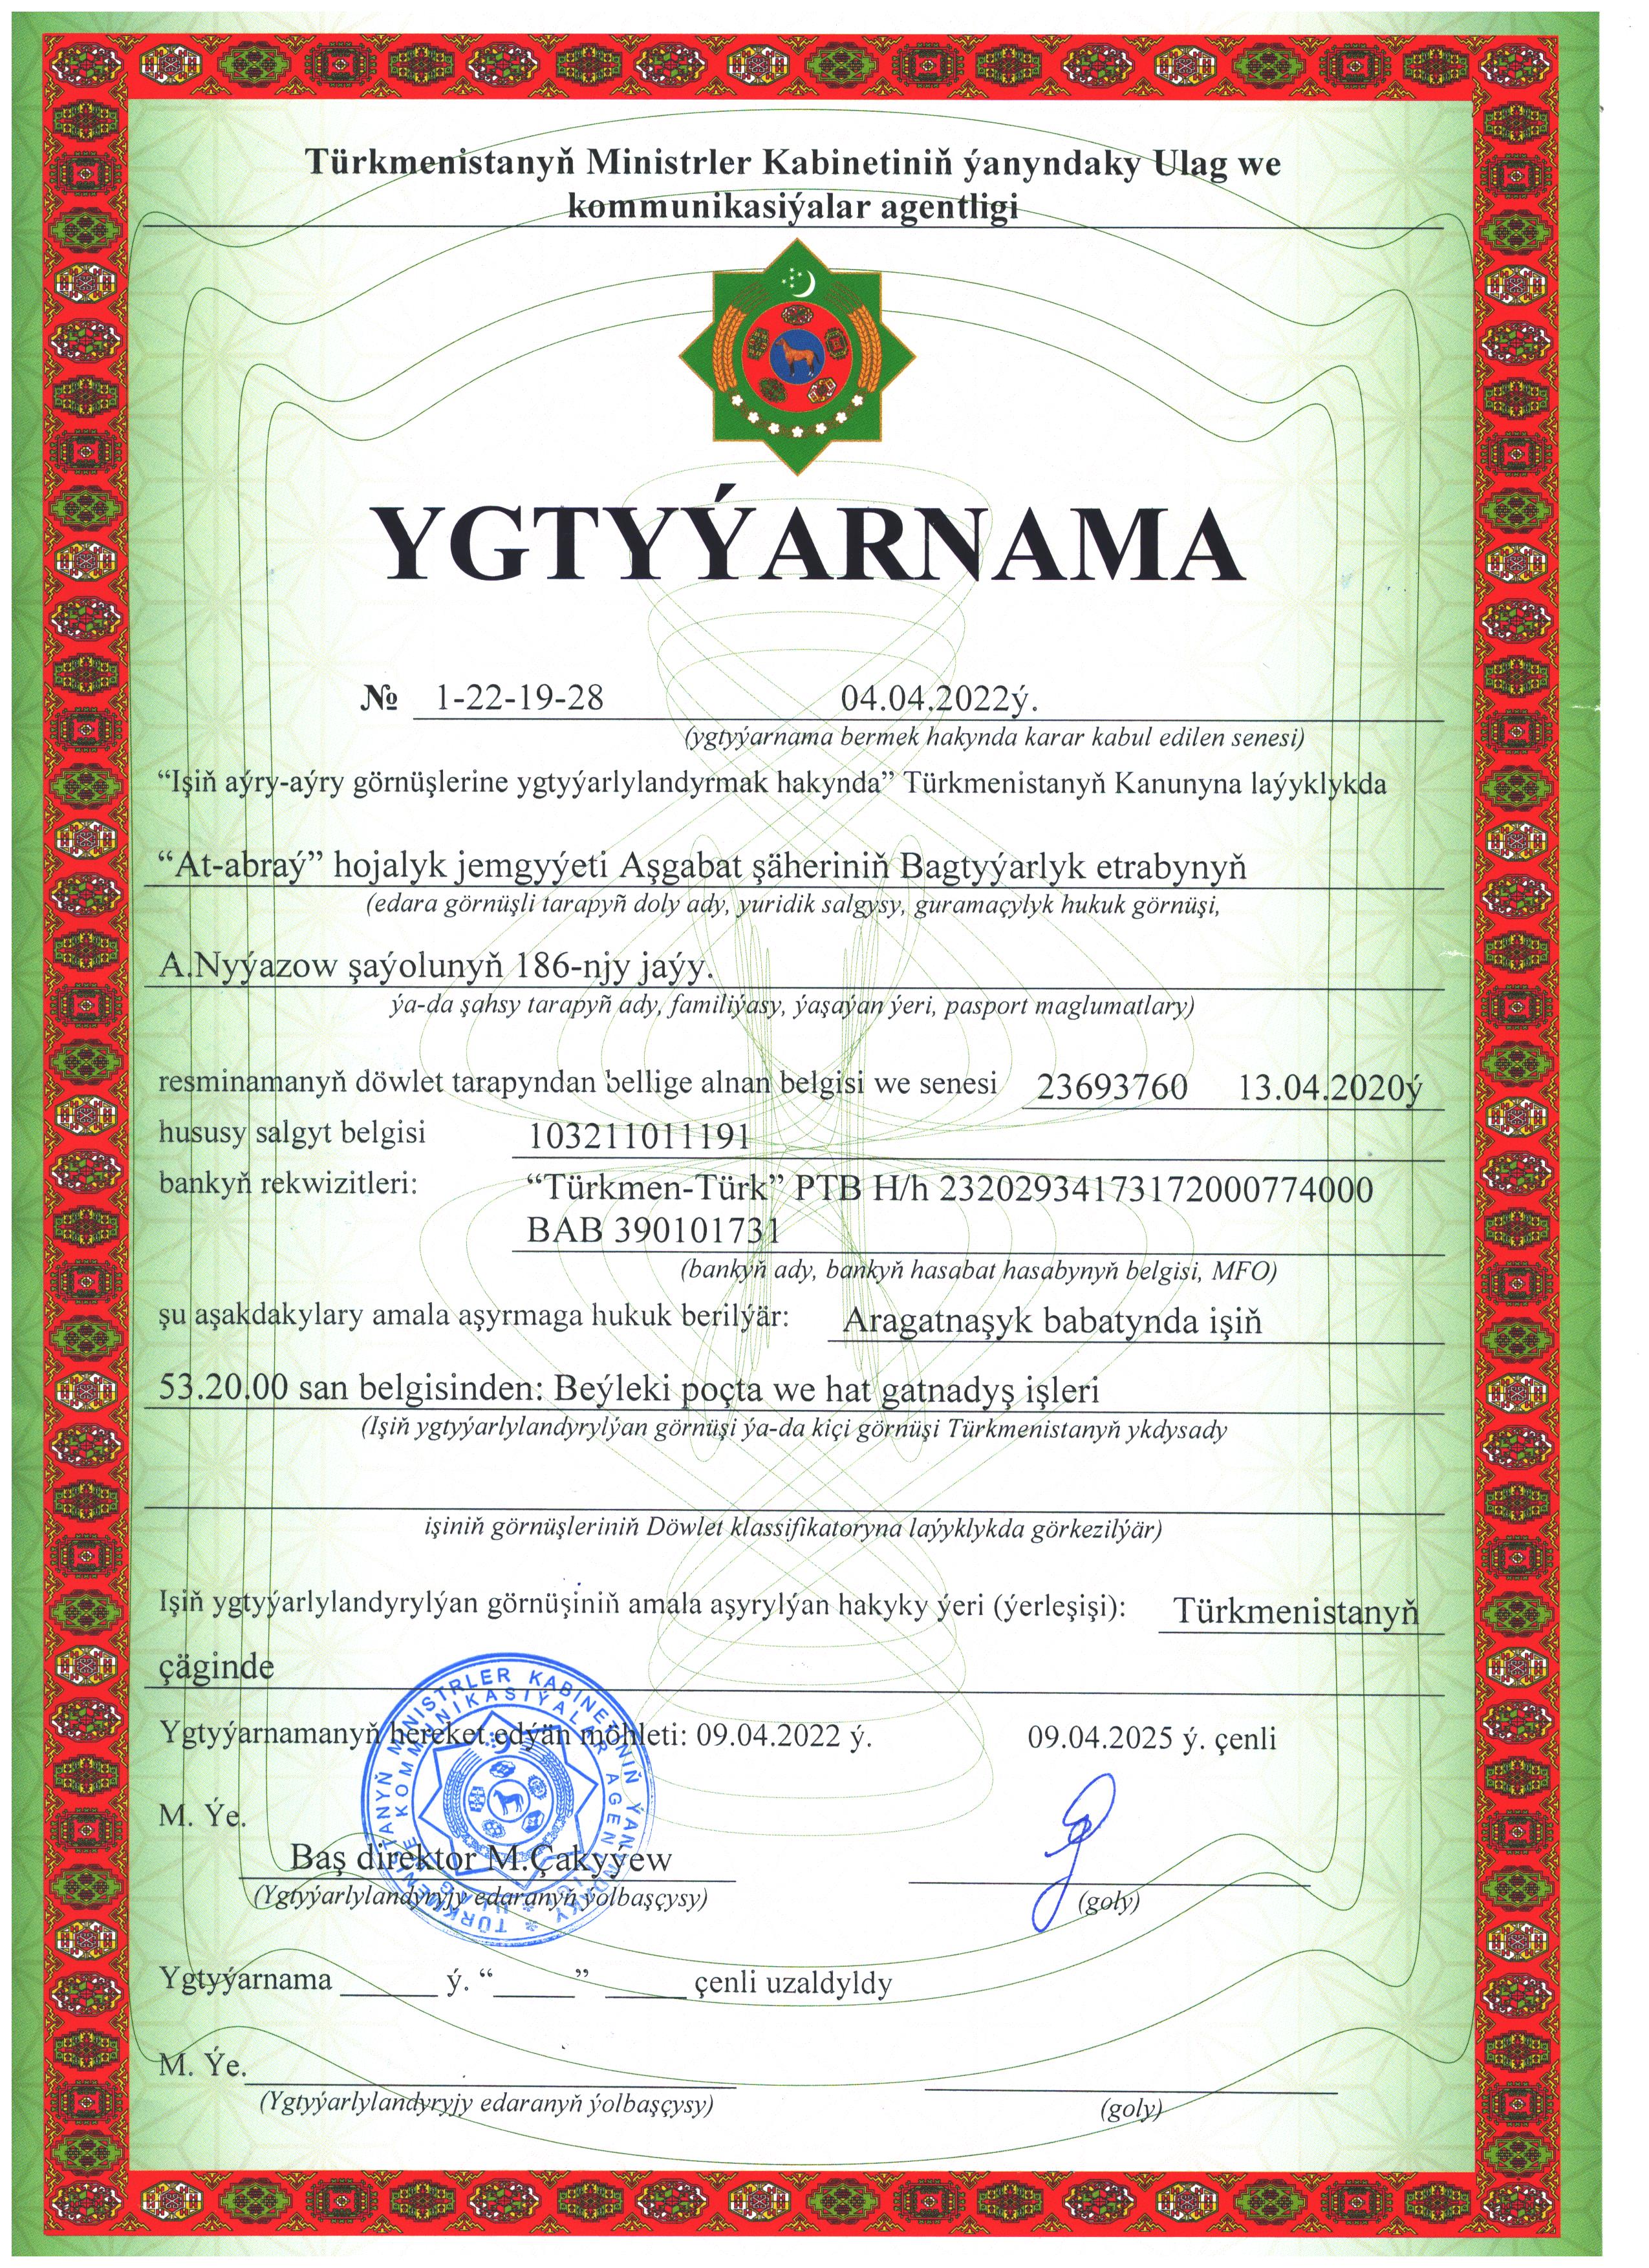 Türkmenistanyň Ministrler Kabinetiniň ýanyndaky Ulag we
kommunikasiýalar agentligi
YGTYÝARNAMA
№ 1-22-19-28 04.04.2022ý.
(ygtyýarnama bermek hakynda karar kabul edilen senesi)
“Işiň aýry-aýry görnüşlerine ygtyýarlylandyrmak hakynda” Türkmenistanyň Kanunyna laýyklykda
“At-abraý” hojalyk jemgyýeti Aşgabat şäheriniň Bagtyýarlyk etrabynyň
(edara görnüşli tarapyñ doly ady, yuridik salgysy, guramaçylyk hukuk görnüşi,
A.Nyýazow şaýolunyň 186-njy jaýy.
ýa-da şahsy tarapyñ ady, familiýasy, ýaşaýan ýeri, pasport maglumatlary)
resminamanyň döwlet tarapyndan bellige alnan belgisi we senesi 23693760 13.04.2020ý
hususy salgyt belgisi 103211011191
bankyň rekwizitleri: “Türkmen-Türk” PTB H/h 23202934173172000774000
BAB 390101731
(bankyň ady, bankyň hasabat hasabynyň belgisi, MFO)
şu aşakdakylary amala aşyrmaga hukuk berilýär: Aragatnaşyk babatynda işiň
53.20.00 san belgisinden: Beýleki poçta we hat gatnadyş işleri
(Işiň ygtyýarlylandyrylýan görnüşi ýa-da kiçi görnüşi Türkmenistanyň ykdysady
işiniň görnüşleriniň Döwlet klassifikatoryna laýyklykda görkezilýär)
Işiň ygtyýarlylandyrylýan görnüşiniň amala aşyrylýan hakyky ýeri (ýerleşişi): Türkmenistanyň
çäginde
Ygtyýarnamanyň hereket edýän möhleti: 09.04.2022 ý. 09.04.2025 ý. çenli
M. Ýe.
Baş direktor M.Çakyýew
(Ygtyýarlylandyryjy edaranyň ýolbaşçysy) (goly)
TÜRKMENISTANYŇ MINISTRLER KABINETINIŇ ÝANYNDAKY
ULAG WE KOMMUNIKASIÝALAR AGENTLIGI
Ygtyýarnama ______ ý. “_____” _____ çenli uzaldyldy
M. Ýe.
(Ygtyýarlylandyryjy edaranyň ýolbaşçysy) (goly)